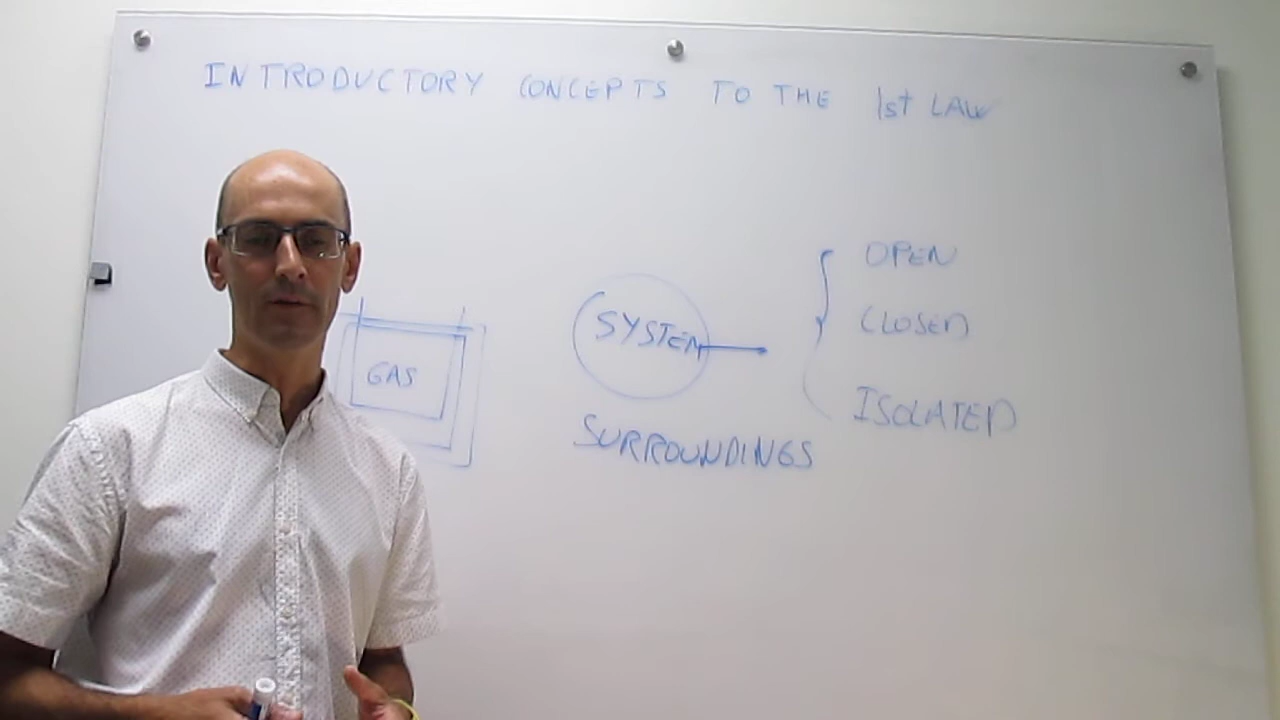 INTRODUCTORY CONCEPTS TO THE 1st LAW
GAS
SYSTEM
SURROUNDINGS
OPEN
CLOSED
ISOLATED